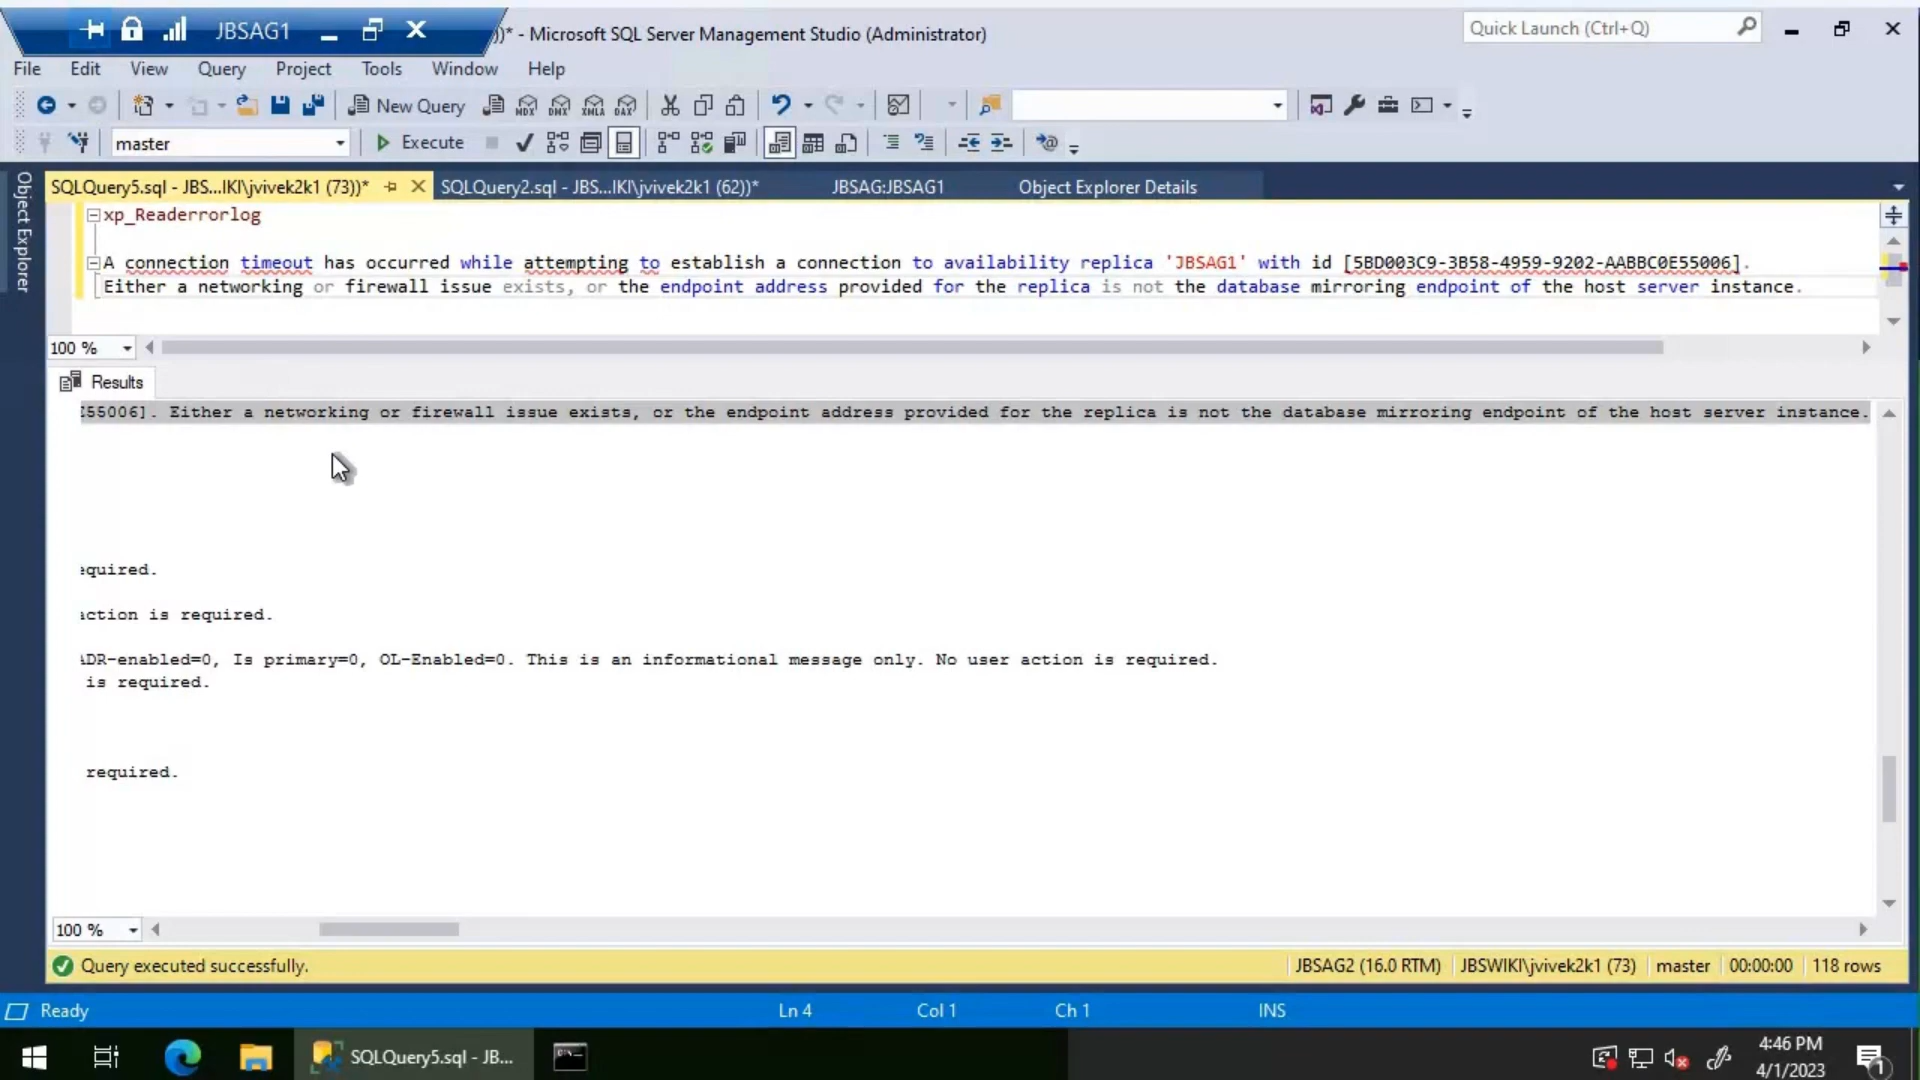 JBSAG1
)* - Microsoft SQL Server Management Studio (Administrator)
Quick Launch (Ctrl+Q)
File Edit View Query Project Tools Window Help
New Query
MDX DMX XMLA DAX
master
Execute
Object Explorer
SQLQuery5.sql - JBS...IKI\jvivek2k1 (73))*
SQLQuery2.sql - JBS...IKI\jvivek2k1 (62))*
JBSAG:JBSAG1
Object Explorer Details
xp_Readerrorlog
A connection timeout has occurred while attempting to establish a connection to availability replica 'JBSAG1' with id [5BD003C9-3B58-4959-9202-AABBC0E55006].
Either a networking or firewall issue exists, or the endpoint address provided for the replica is not the database mirroring endpoint of the host server instance.
100 %
Results
E55006]. Either a networking or firewall issue exists, or the endpoint address provided for the replica is not the database mirroring endpoint of the host server instance.
equired.
action is required.
ADR-enabled=0, Is primary=0, OL-Enabled=0. This is an informational message only. No user action is required.
is required.
required.
100 %
Query executed successfully.
JBSAG2 (16.0 RTM) JBSWIKI\jvivek2k1 (73) master 00:00:00 118 rows
Ready
Ln 4 Col 1 Ch 1 INS
SQLQuery5.sql - JB...
4:46 PM
4/1/2023
1